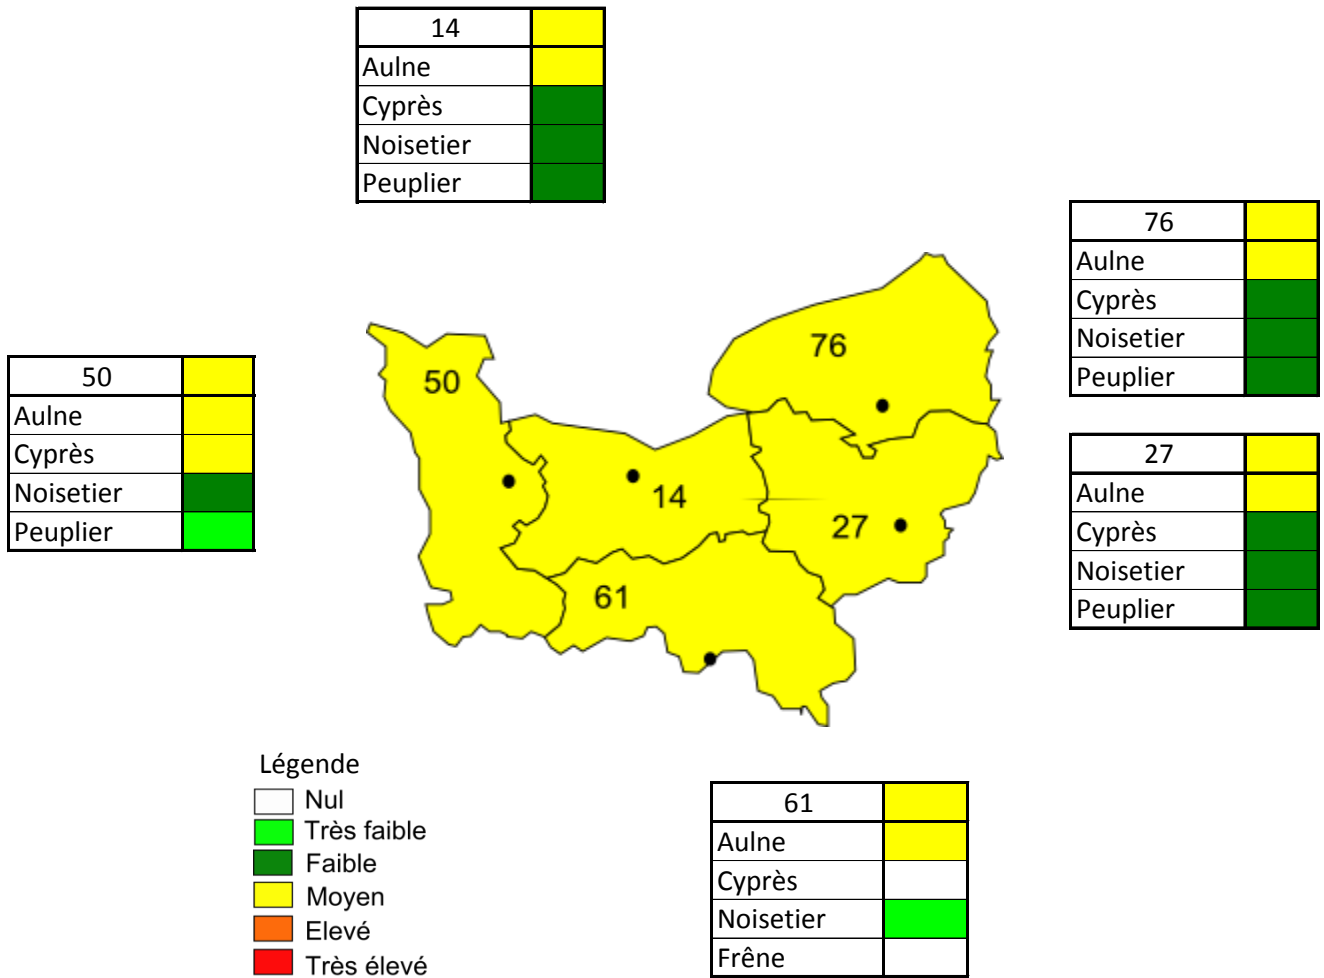 14
Aulne
Cyprès
Noisetier
Peuplier
76
Aulne
Cyprès
Noisetier
Peuplier
50
Aulne
Cyprès
Noisetier
Peuplier
27
Aulne
Cyprès
Noisetier
Peuplier
76
50
14
27
61
Légende
Nul
Très faible
Faible
Moyen
Elevé
Très élevé
61
Aulne
Cyprès
Noisetier
Frêne